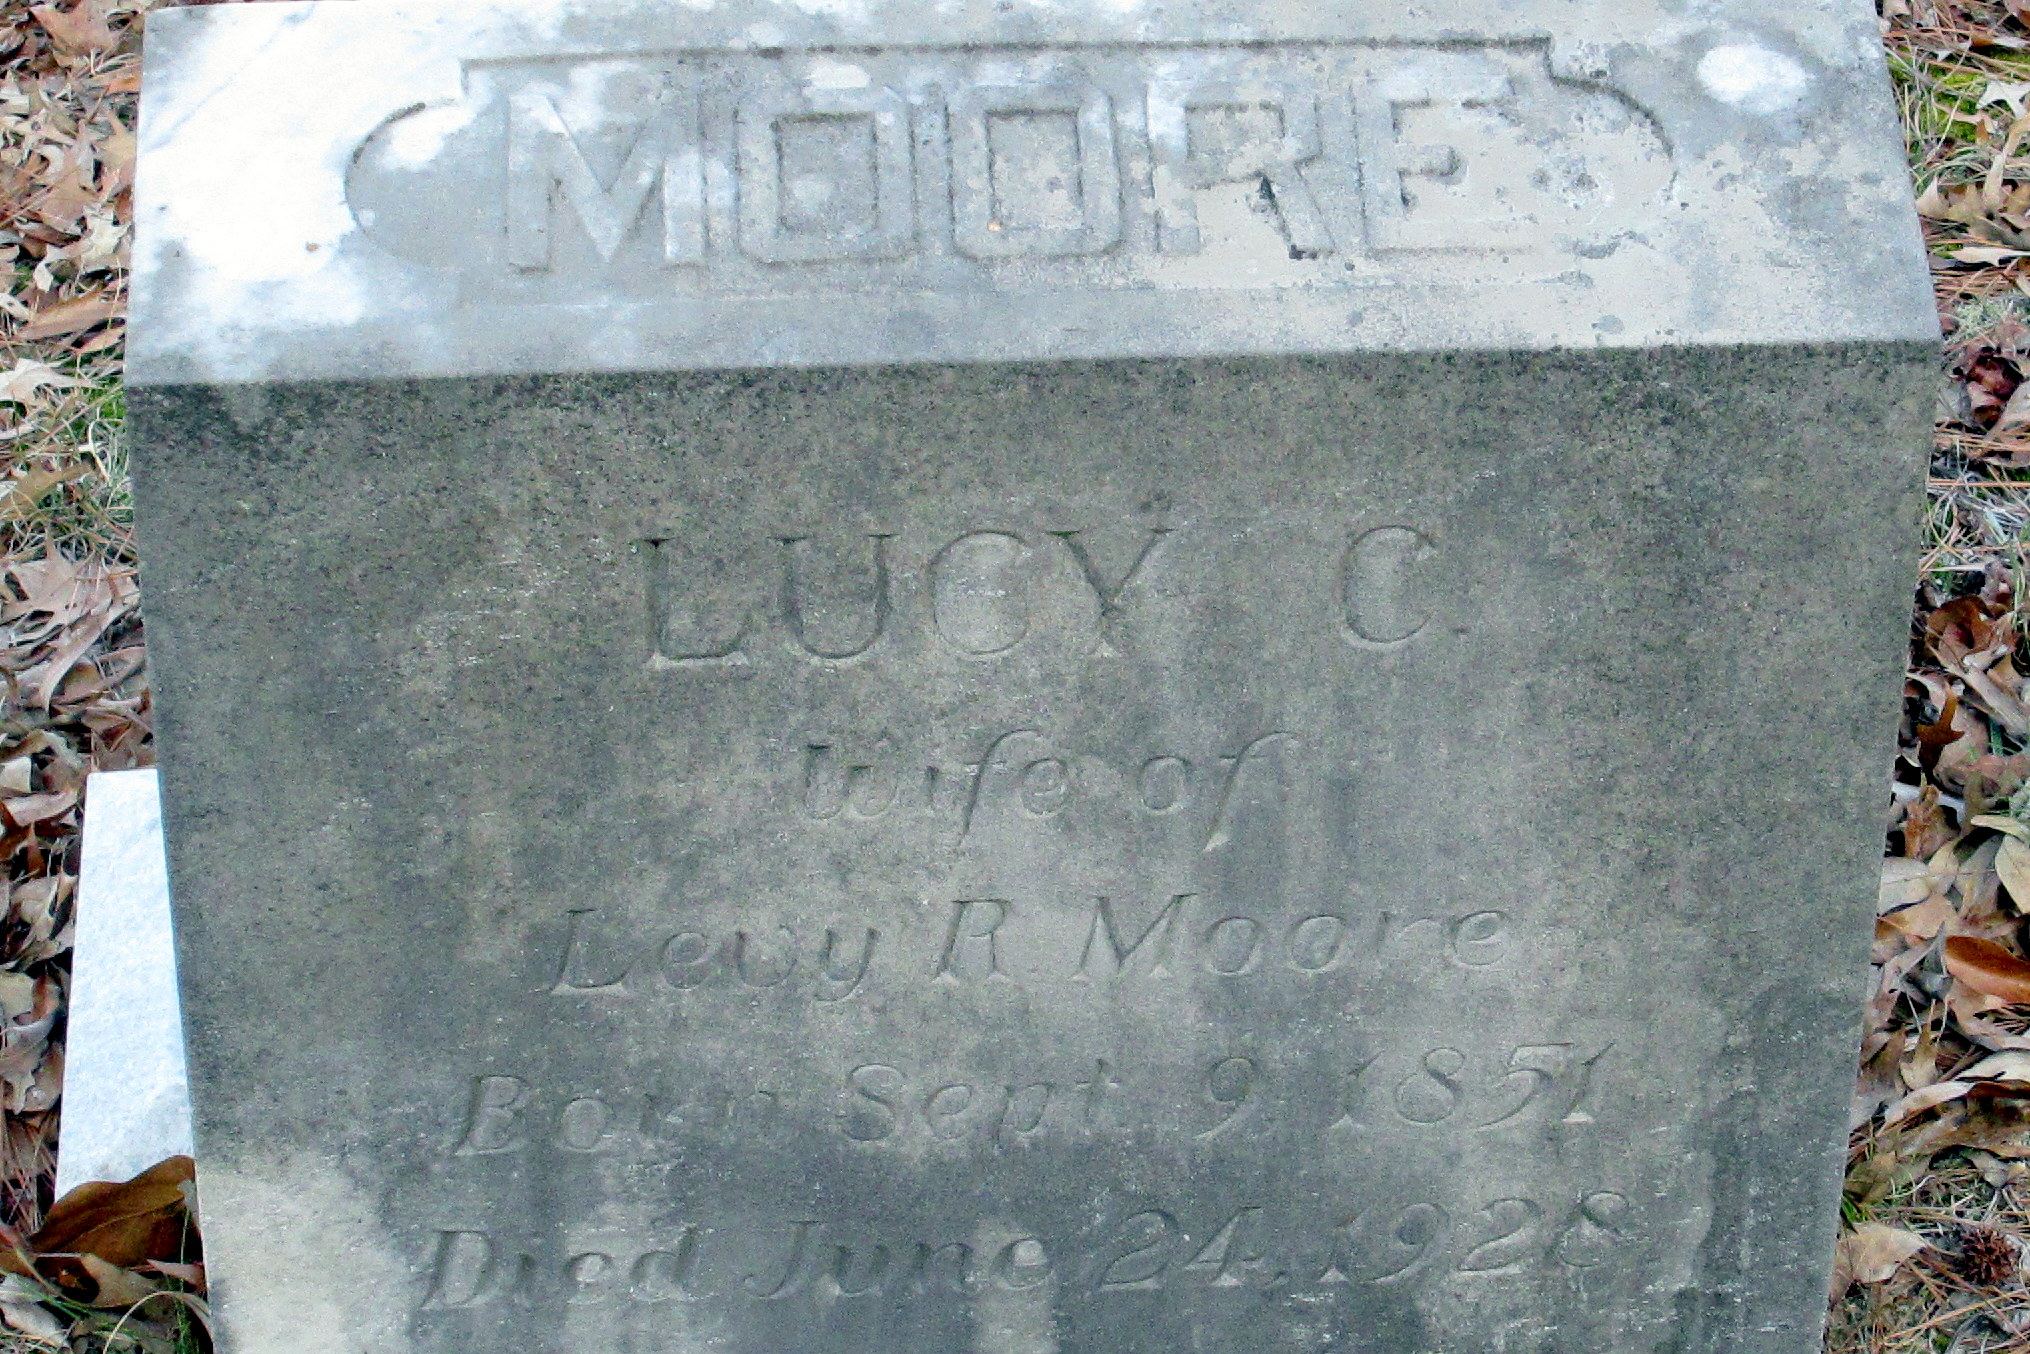 MOORE
LUCY C.
Wife of
Levy R. Moore
Born Sept. 9, 1851
Died June 24, 1928